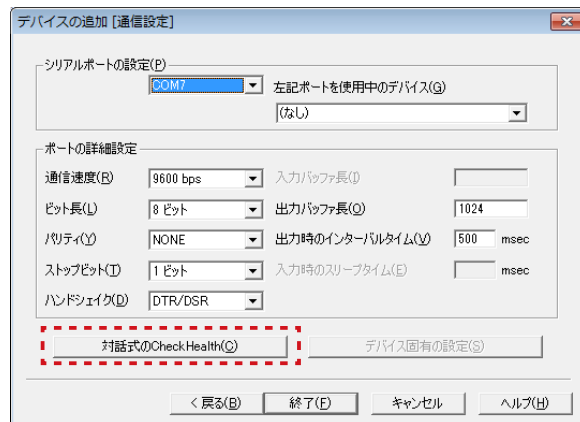 デバイスの追加 [通信設定]
シリアルポートの設定(P)
COM7
左記ポートを使用中のデバイス(G)
(なし)
ポートの詳細設定
通信速度(R) 9600 bps 入力バッファ長(I)
ビット長(L) 8 ビット 出力バッファ長(O) 1024
パリティ(Y) NONE 出力時のインターバルタイム(V) 500 msec
ストップビット(T) 1 ビット 入力時のスリープタイム(E) msec
ハンドシェイク(D) DTR/DSR
対話式のCheckHealth(C) デバイス固有の設定(S)
< 戻る(B) 終了(F) キャンセル ヘルプ(H)